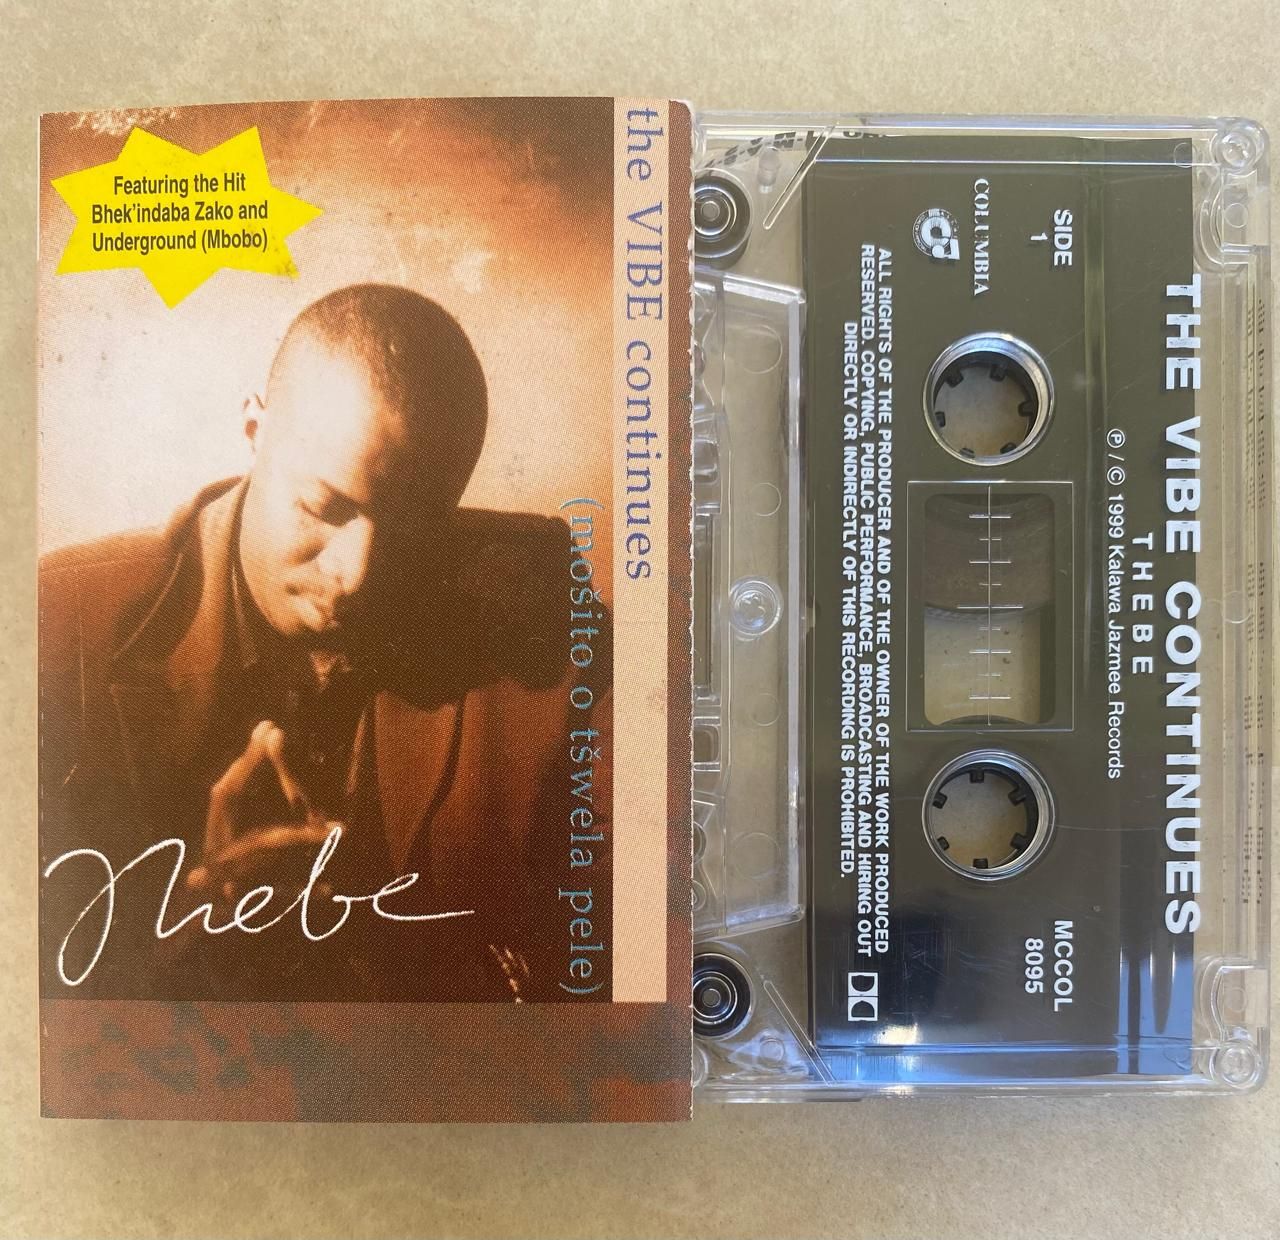 Featuring the Hit
Bhek'indaba Zako and
Underground (Mbobo)
the VIBE continues
(mošito o tšwela pele)
Thebe
SIDE
1
COLUMBIA
THE VIBE CONTINUES
THEBE
Ⓟ / © 1999 Kalawa Jazmee Records
MCCOL
8095
ALL RIGHTS OF THE PRODUCER AND OF THE OWNER OF THE WORK PRODUCED
RESERVED. COPYING, PUBLIC PERFORMANCE, BROADCASTING AND HIRING OUT
DIRECTLY OR INDIRECTLY OF THIS RECORDING IS PROHIBITED.